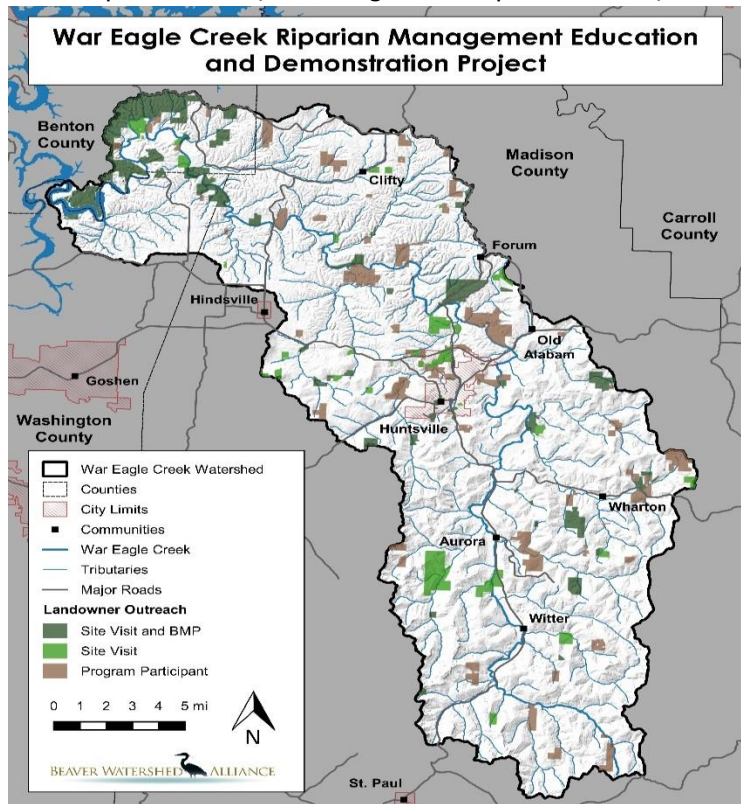 War Eagle Creek Riparian Management Education
and Demonstration Project
Benton
County
Madison
County
Clifty
Carroll
County
Forum
Hindsville
Old
Alabam
Goshen
Washington
County
Huntsville
War Eagle Creek Watershed
Counties
City Limits
Communities
War Eagle Creek
Tributaries
Major Roads
Landowner Outreach
Site Visit and BMP
Site Visit
Program Participant
Wharton
Aurora
Witter
0 1 2 3 4 5 mi
N
BEAVER WATERSHED ALLIANCE
St. Paul